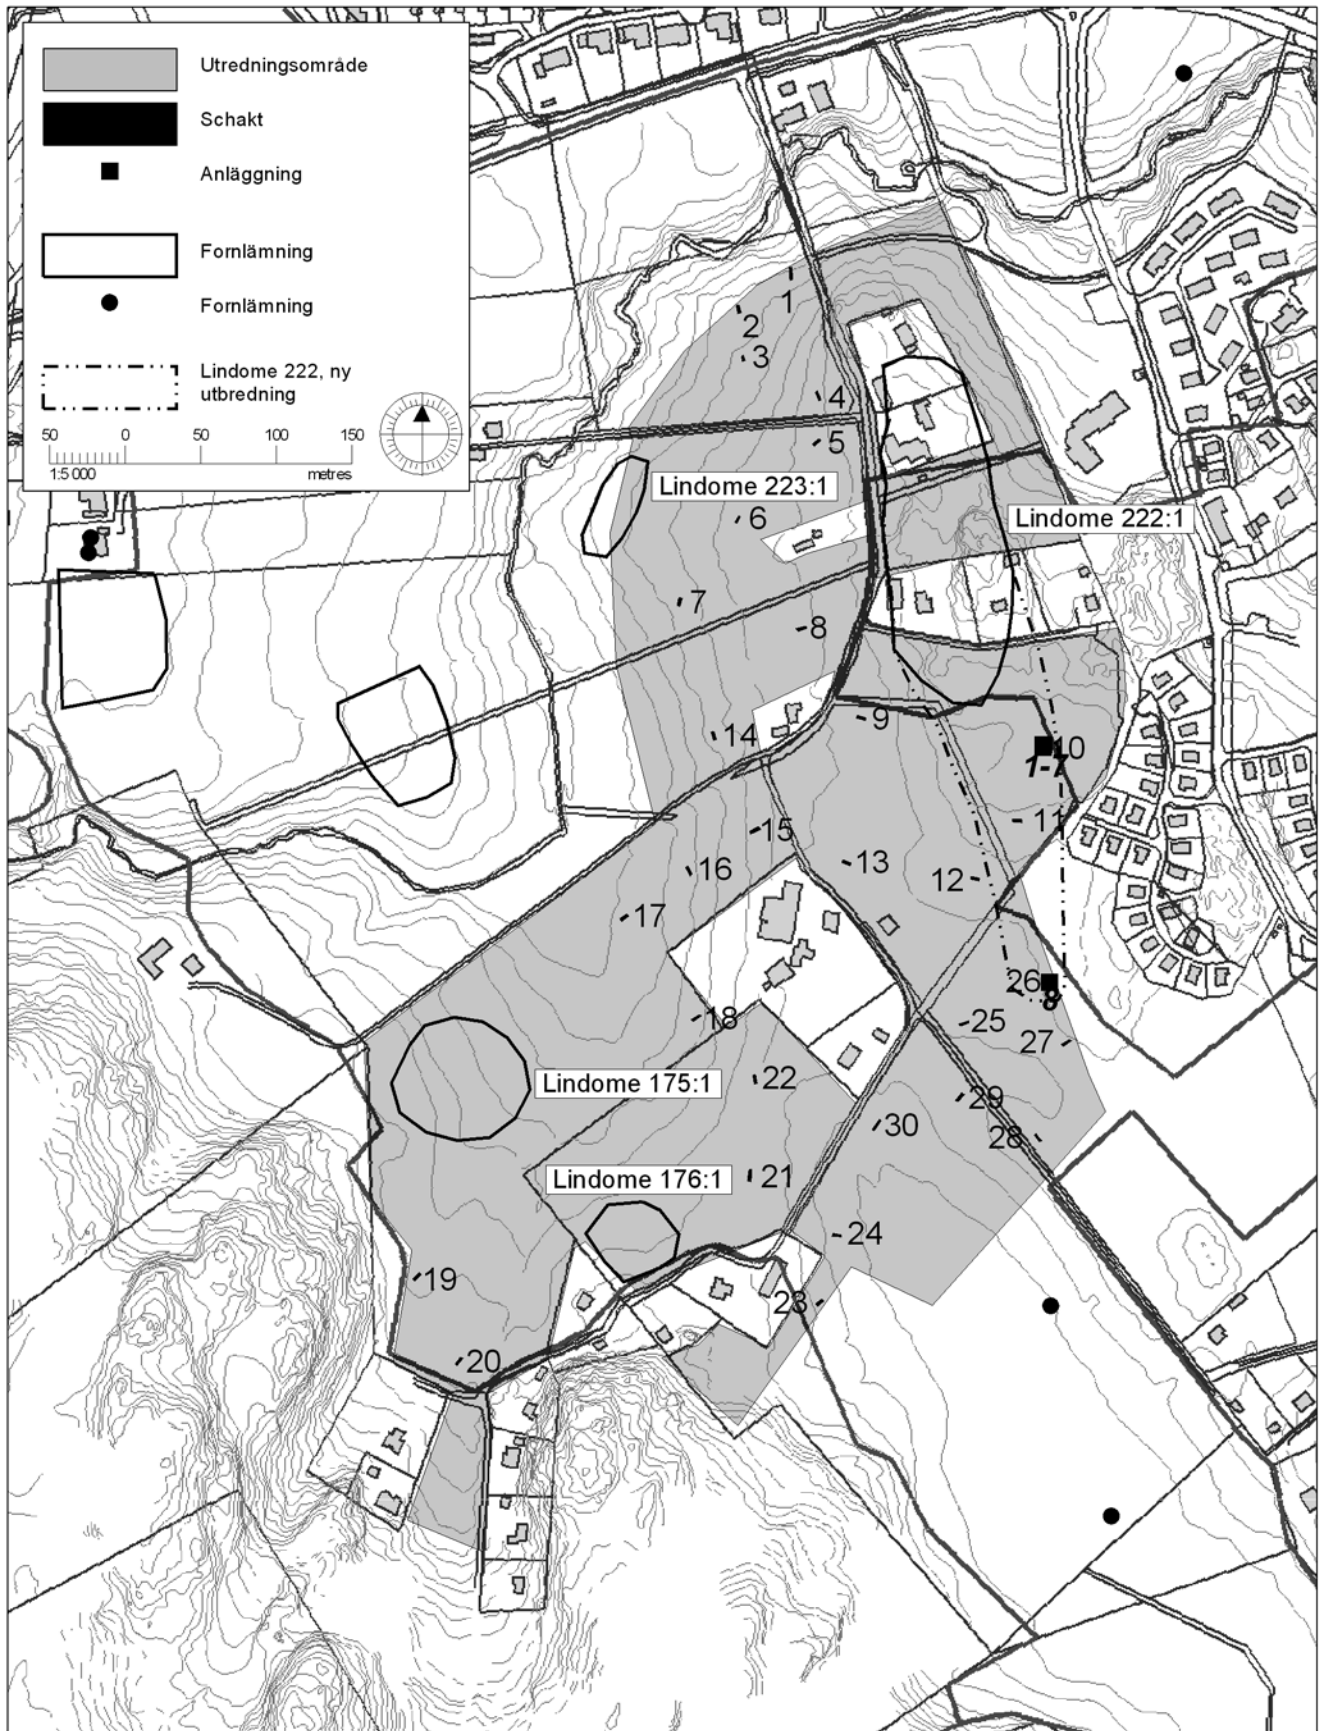 Utredningsområde
Schakt
Anläggning
Fornlämning
Fornlämning
Lindome 222, ny
utbredning
50 0 50 100 150
1:5 000 metres
1
2
3
4
5
Lindome 223:1
6
Lindome 222:1
7
8
9
14
10
1-7
15
11
13
16
12
17
26
8
18
25
27
22
Lindome 175:1
29
30
28
21
Lindome 176:1
24
19
23
20